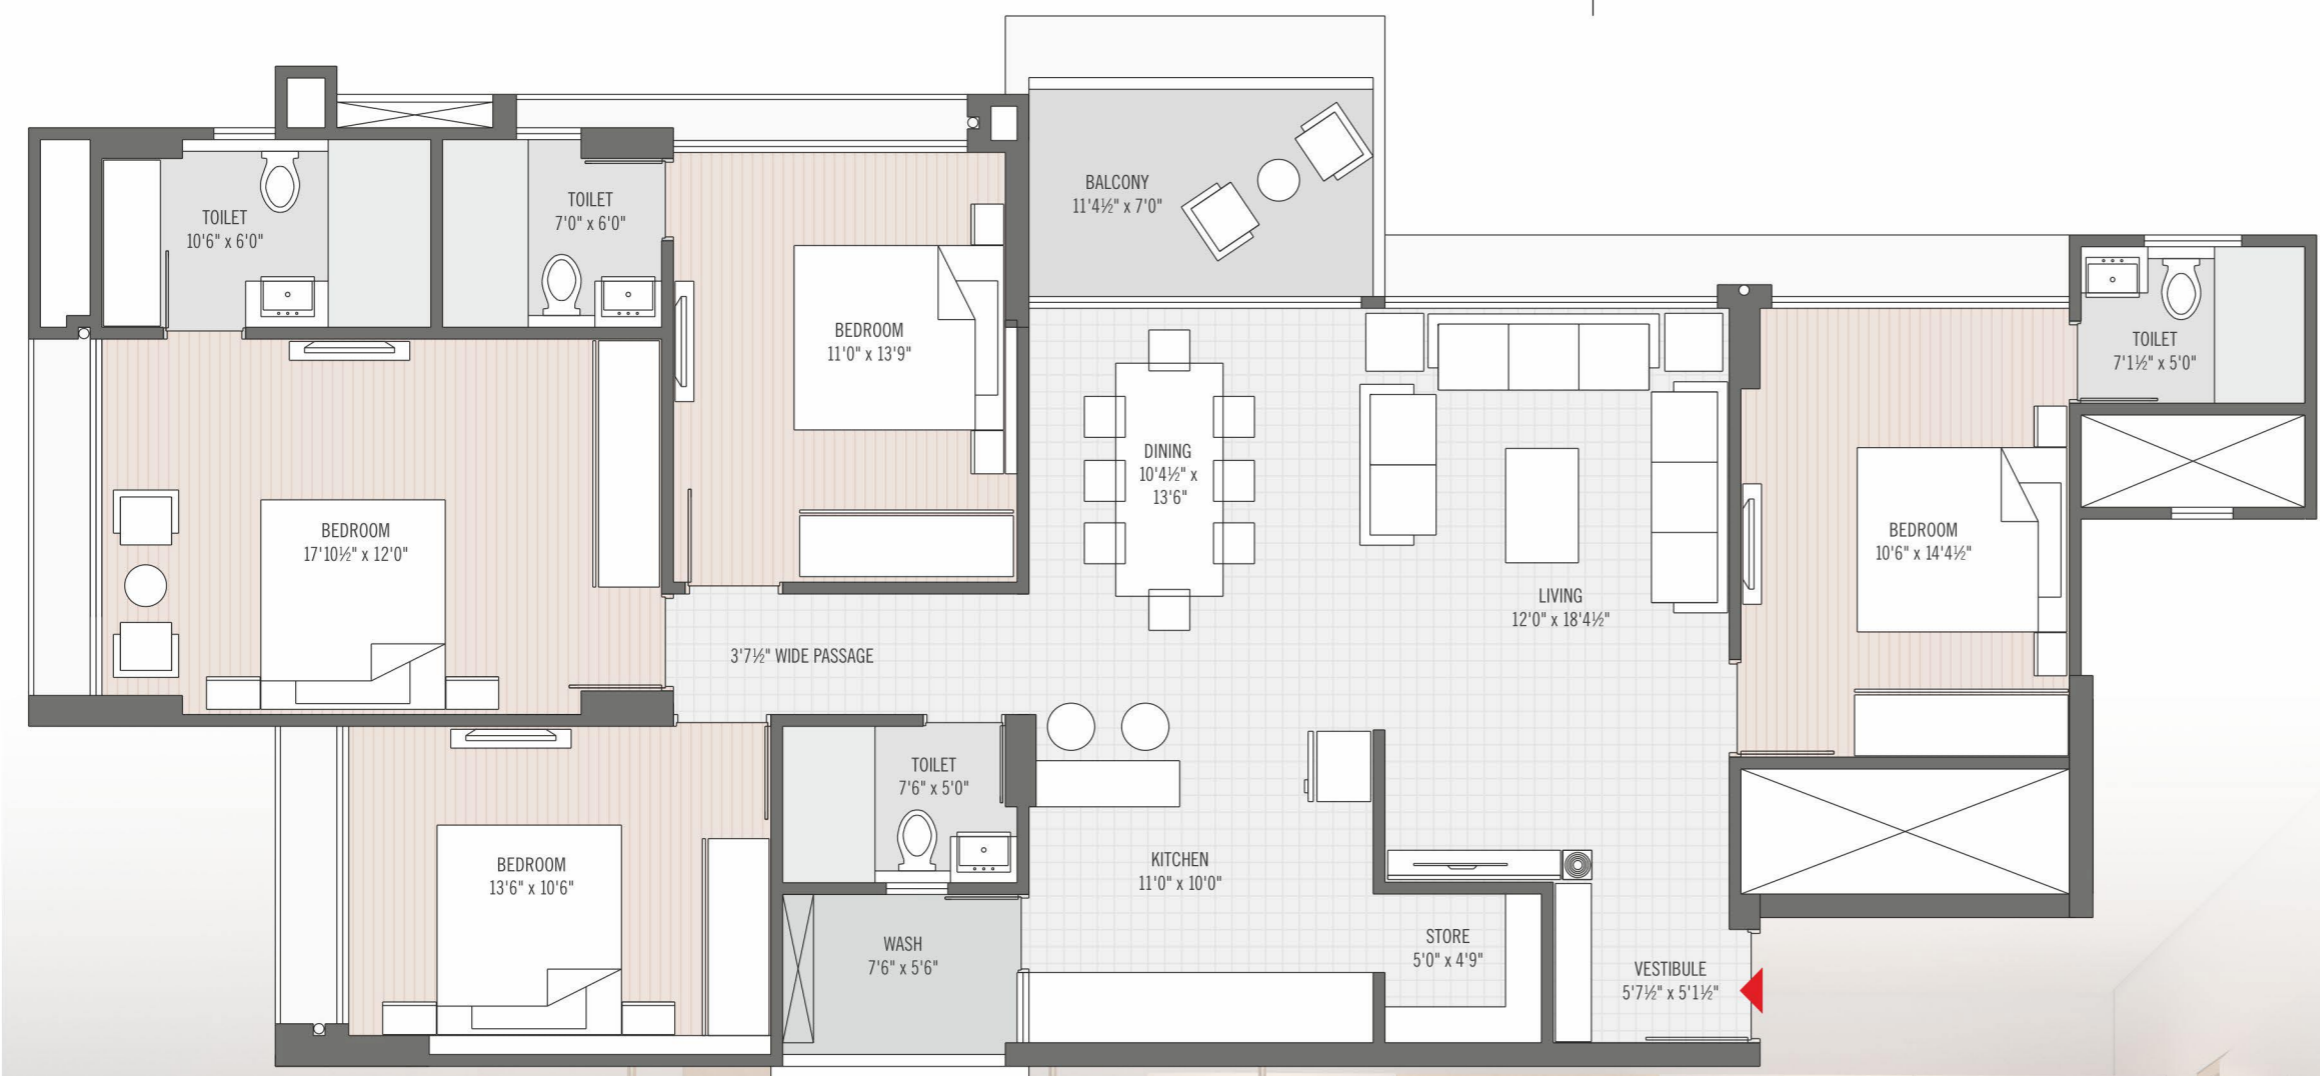 BALCONY
11'4½" x 7'0"
TOILET
7'0" x 6'0"
TOILET
10'6" x 6'0"
BEDROOM
11'0" x 13'9"
TOILET
7'1½" x 5'0"
DINING
10'4½" x
13'6"
BEDROOM
17'10½" x 12'0"
BEDROOM
10'6" x 14'4½"
LIVING
12'0" x 18'4½"
3'7½" WIDE PASSAGE
TOILET
7'6" x 5'0"
BEDROOM
13'6" x 10'6"
KITCHEN
11'0" x 10'0"
WASH
7'6" x 5'6"
STORE
5'0" x 4'9"
VESTIBULE
5'7½" x 5'1½"